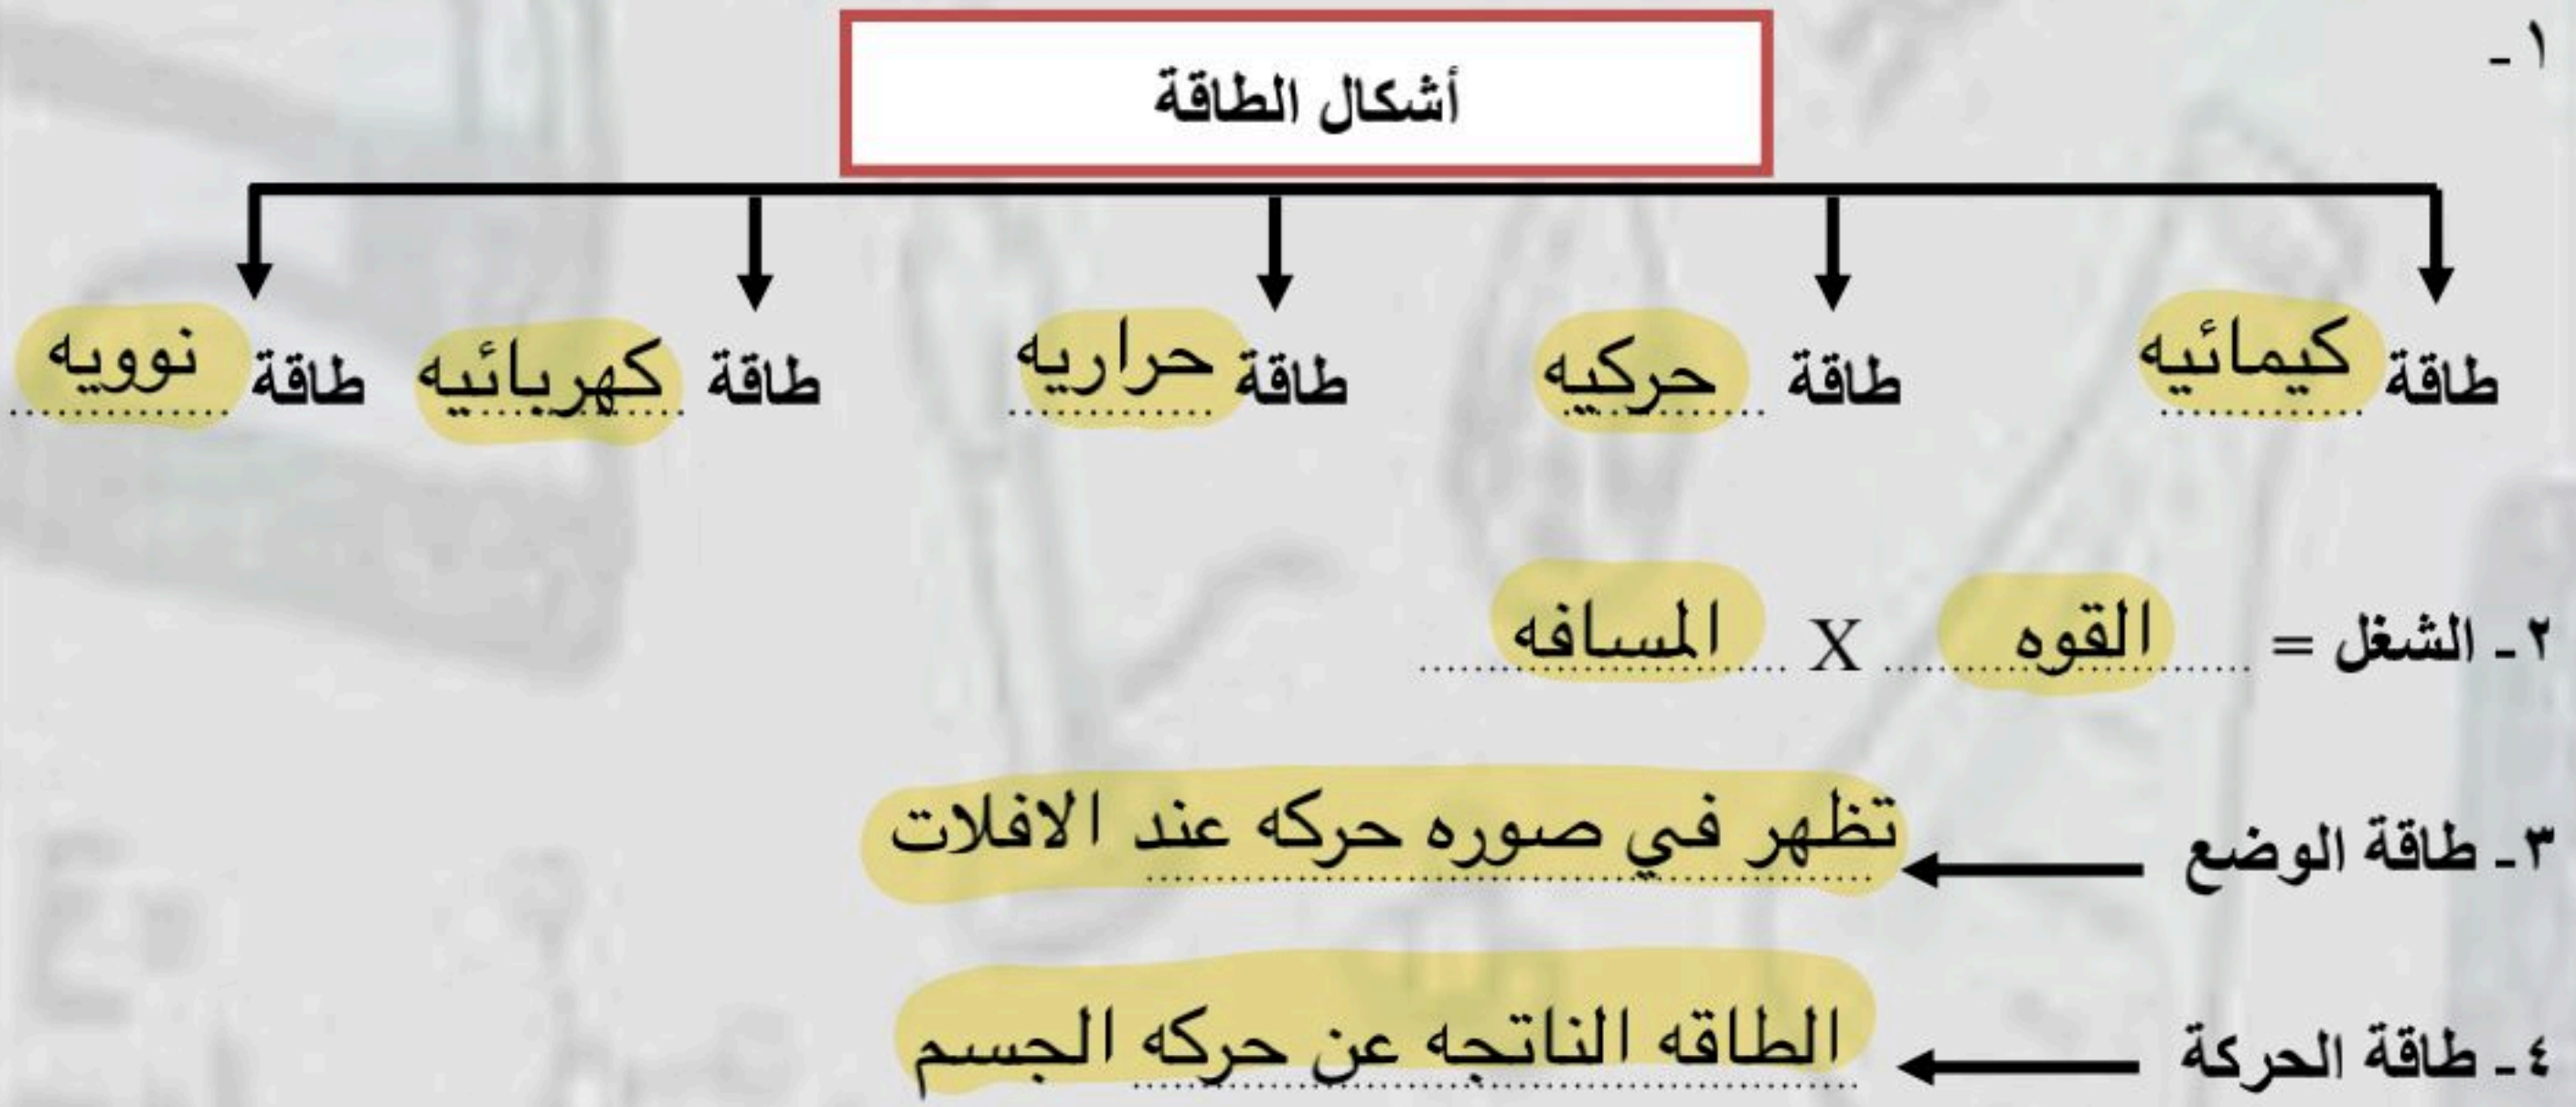 ١ -
أشكال الطاقة
طاقة كيمائيه طاقة حركيه طاقة حراريه طاقة كهربائيه طاقة نوويه
٢ - الشغل = القوه X المسافه
٣ - طاقة الوضع تظهر في صوره حركه عند الافلات
٤ - طاقة الحركة الطاقه الناتجه عن حركه الجسم